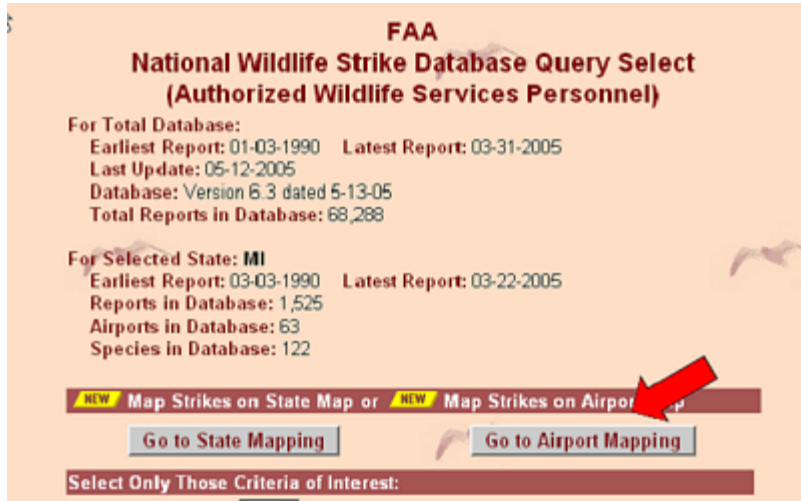 FAA
National Wildlife Strike Database Query Select
(Authorized Wildlife Services Personnel)
For Total Database:
Earliest Report: 01-03-1990 Latest Report: 03-31-2005
Last Update: 05-12-2005
Database: Version 6.3 dated 5-13-05
Total Reports in Database: 68,288
For Selected State: MI
Earliest Report: 03-03-1990 Latest Report: 03-22-2005
Reports in Database: 1,525
Airports in Database: 63
Species in Database: 122
NEW Map Strikes on State Map or NEW Map Strikes on
Go to State Mapping Go to Airport Mapping
Select Only Those Criteria of Interest: